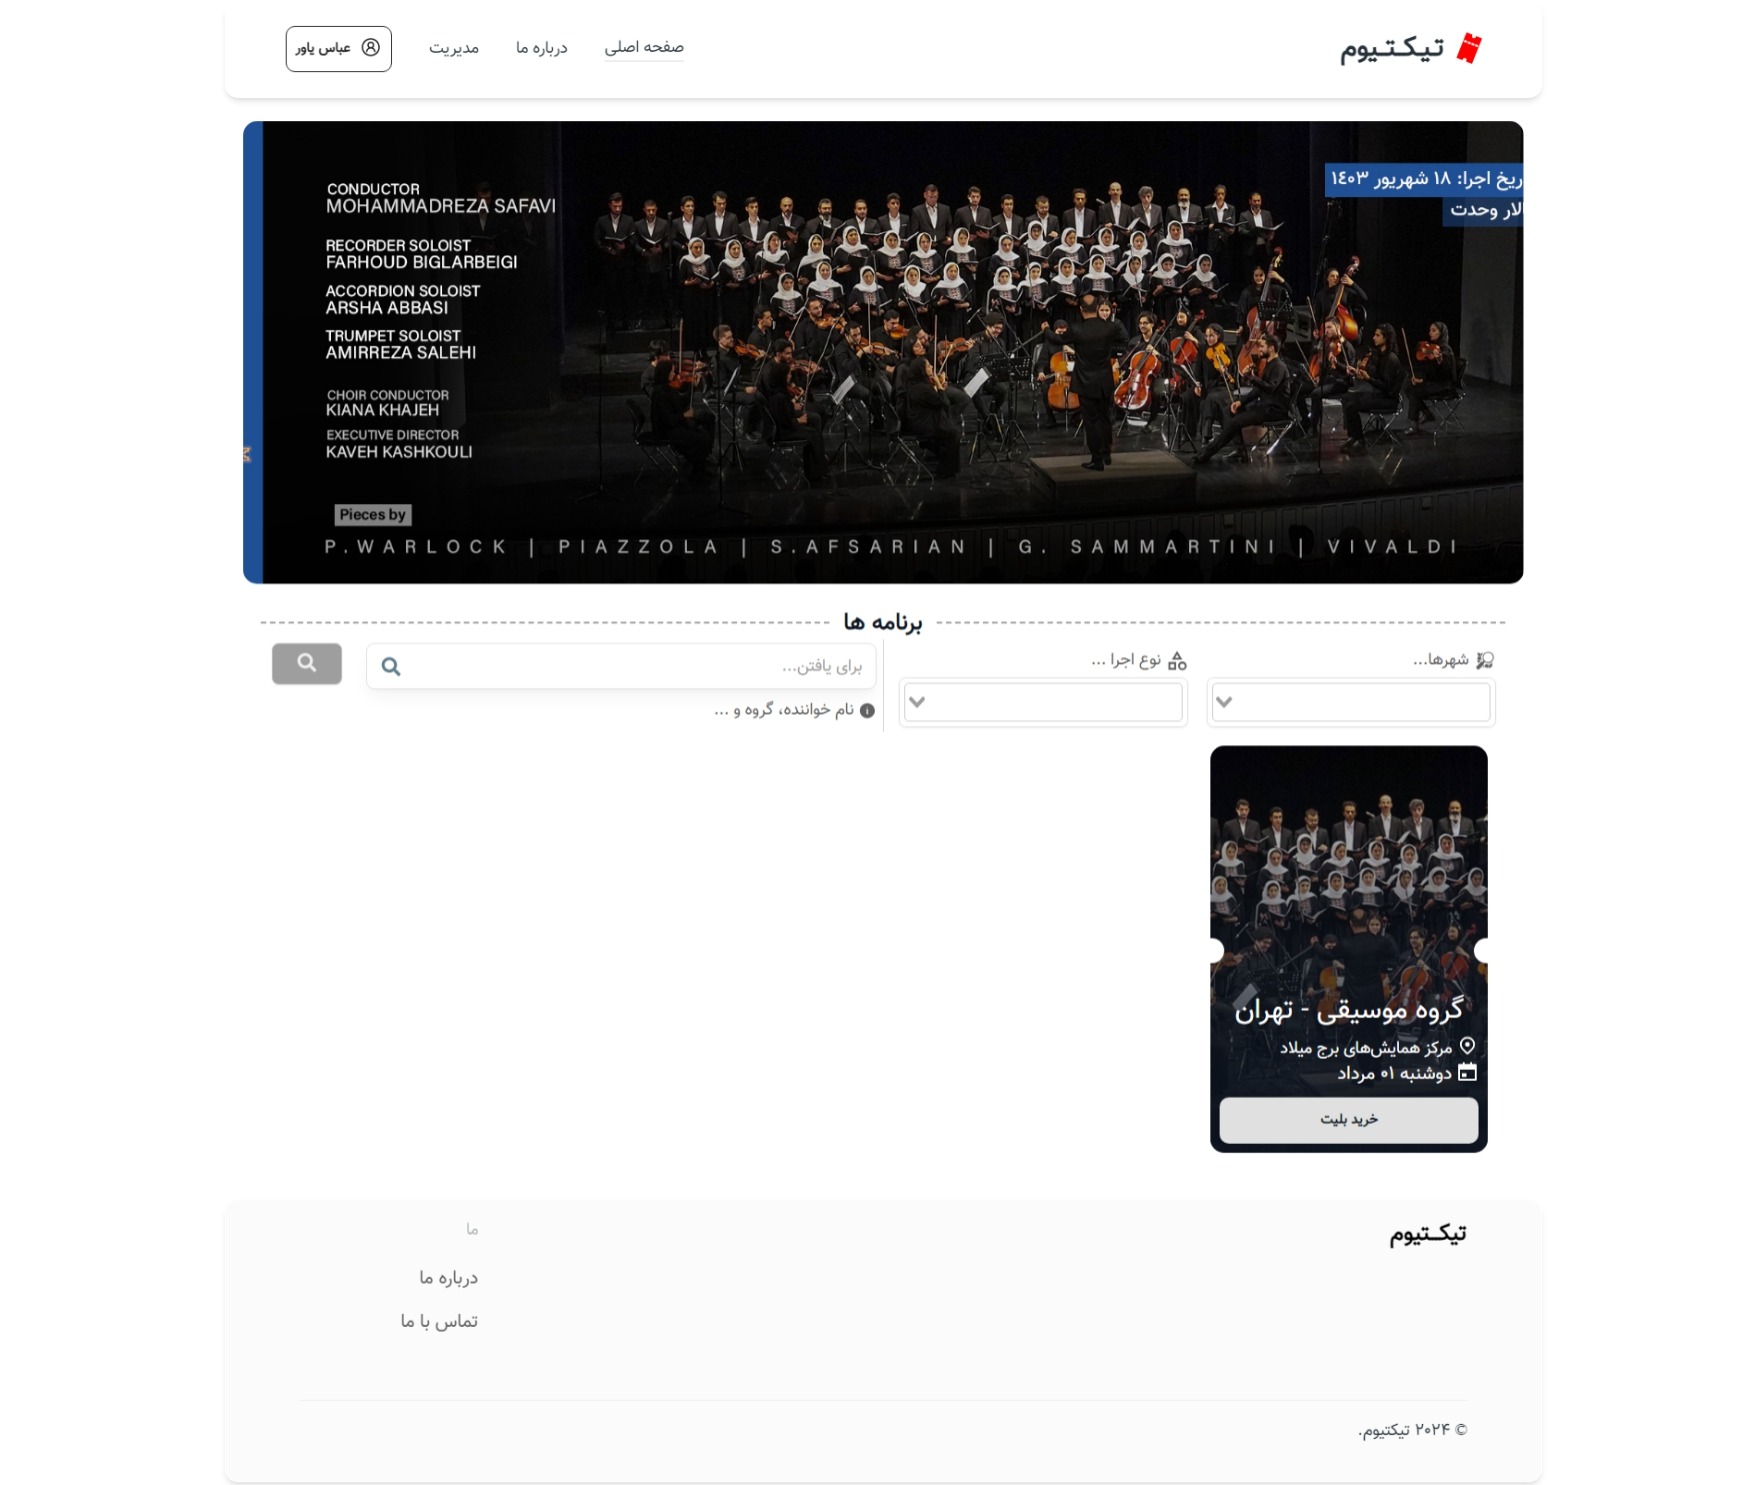 تیکـتـیوم
صفحه اصلی
درباره ما
مدیریت
عباس یاور
ریخ اجرا: ۱۸ شهریور ۱٤۰۳
لار وحدت
CONDUCTOR
MOHAMMADREZA SAFAVI
RECORDER SOLOIST
FARHOUD BIGLARBEIGI
ACCORDION SOLOIST
ARSHA ABBASI
TRUMPET SOLOIST
AMIRREZA SALEHI
CHOIR CONDUCTOR
KIANA KHAJEH
EXECUTIVE DIRECTOR
KAVEH KASHKOULI
Pieces by
P.WARLOCK | PIAZZOLA | S.AFSARIAN | G. SAMMARTINI | VIVALDI
برنامه ها
شهرها...
نوع اجرا ...
برای یافتن...
نام خواننده، گروه و ...
گروه موسیقی - تهران
مرکز همایش‌های برج میلاد
دوشنبه ۰۱ مرداد
خرید بلیت
تیکـتیوم
ما
درباره ما
تماس با ما
© ۲۰۲۴ تیکتیوم.